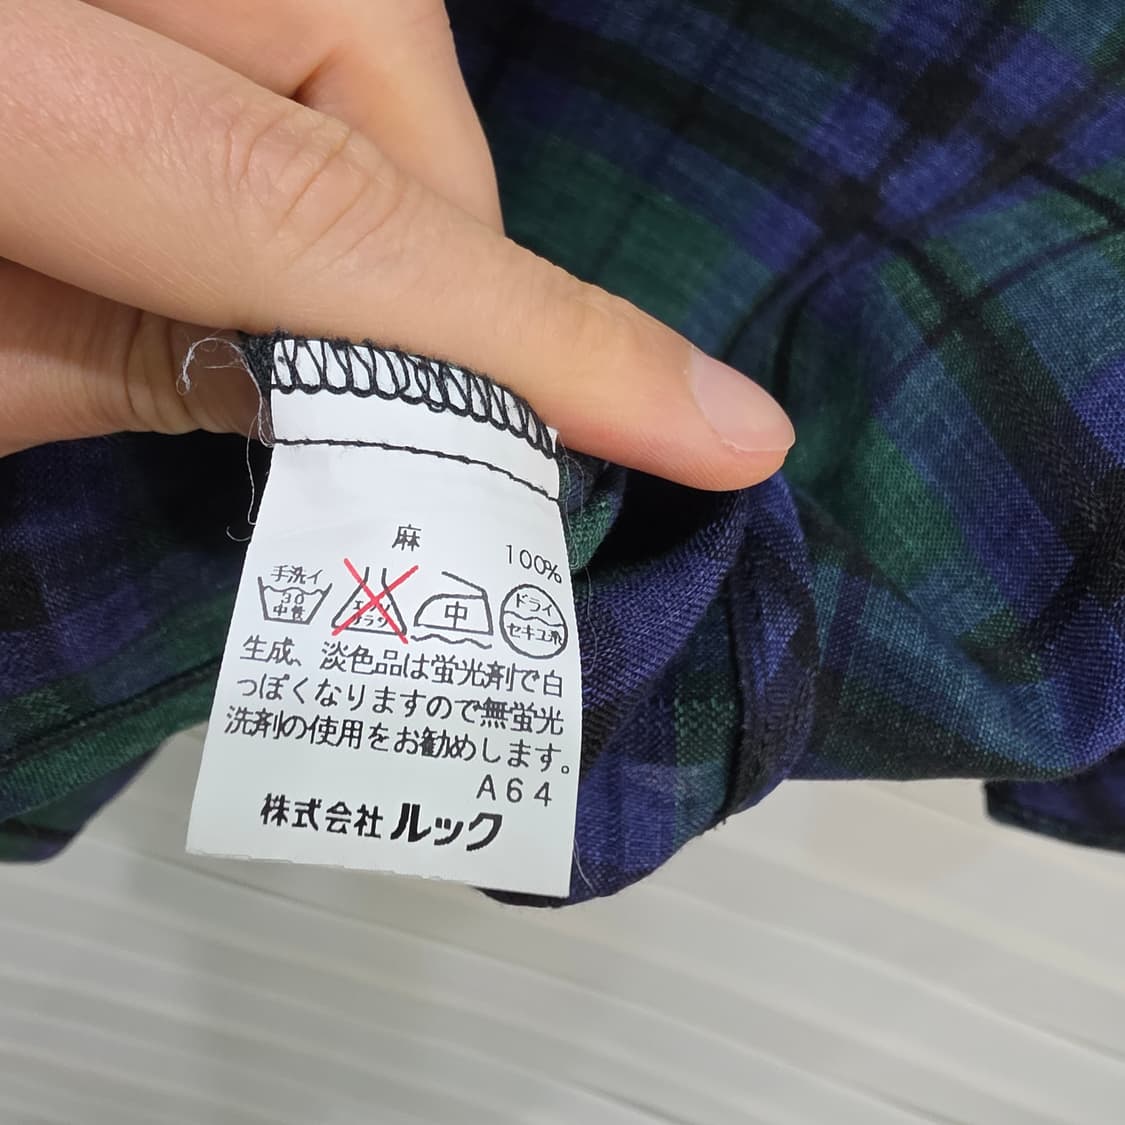 麻
100%
手洗イ
30
中性
エンソ
サラシ
中
ドライ
セキユ系
生成、淡色品は蛍光剤で白
っぽくなりますので無蛍光
洗剤の使用をお勧めします。
A64
株式会社ルック